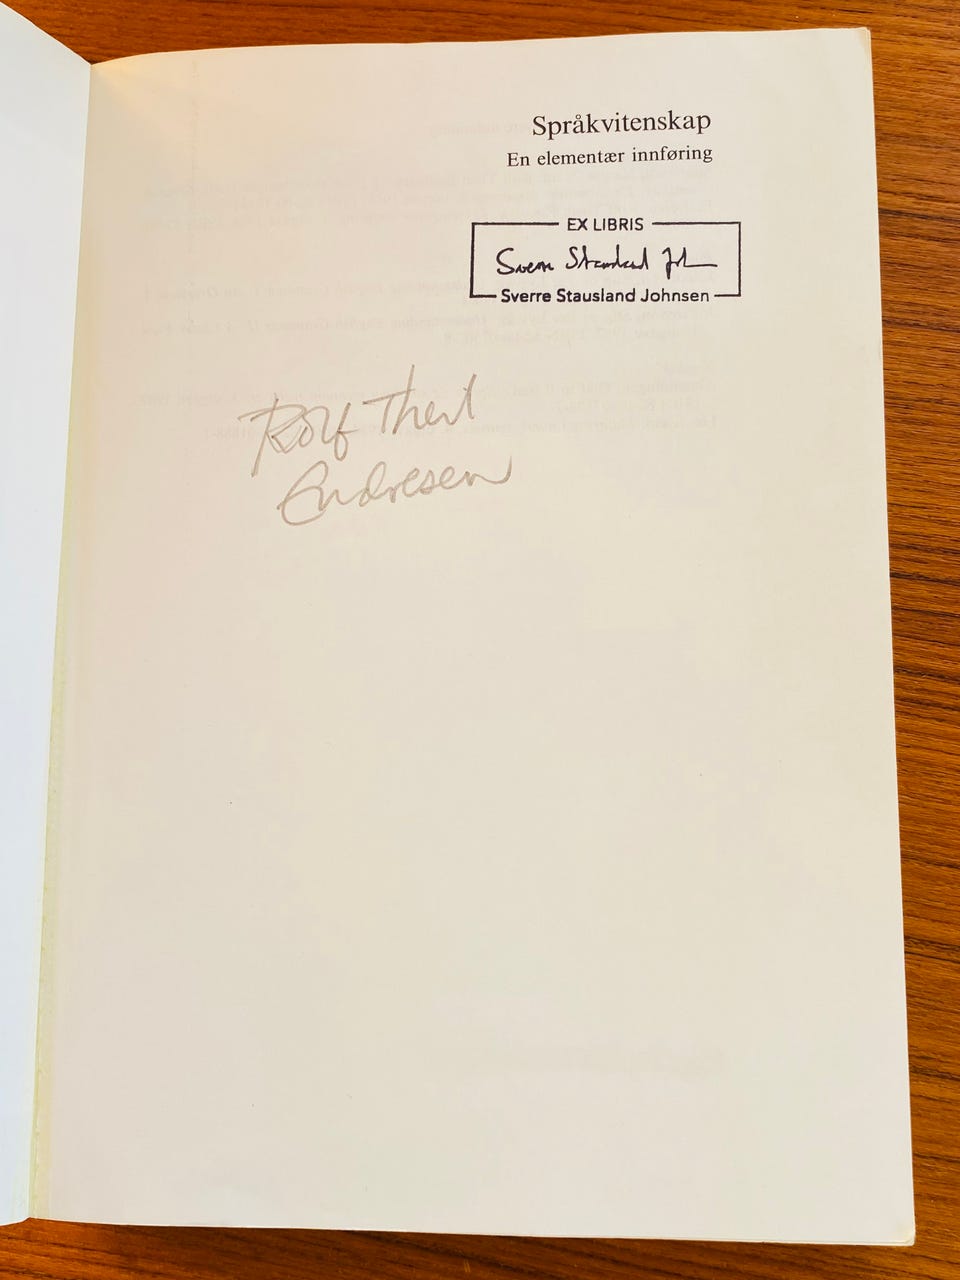 Språkvitenskap
En elementær innføring
EX LIBRIS
Sverre Stausland Johnsen
Rolf Theil
Endresen